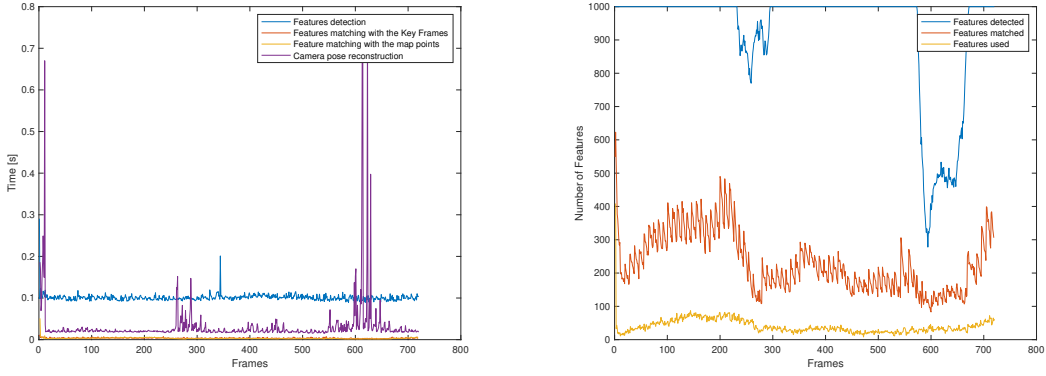 0.8
0.7
0.6
0.5
0.4
0.3
0.2
0.1
0
Time [s]
0 100 200 300 400 500 600 700 800
Frames
Features detection
Features matching with the Key Frames
Feature matching with the map points
Camera pose reconstruction
1000
900
800
700
600
500
400
300
200
100
0
Number of Features
0 100 200 300 400 500 600 700 800
Frames
Features detected
Features matched
Features used